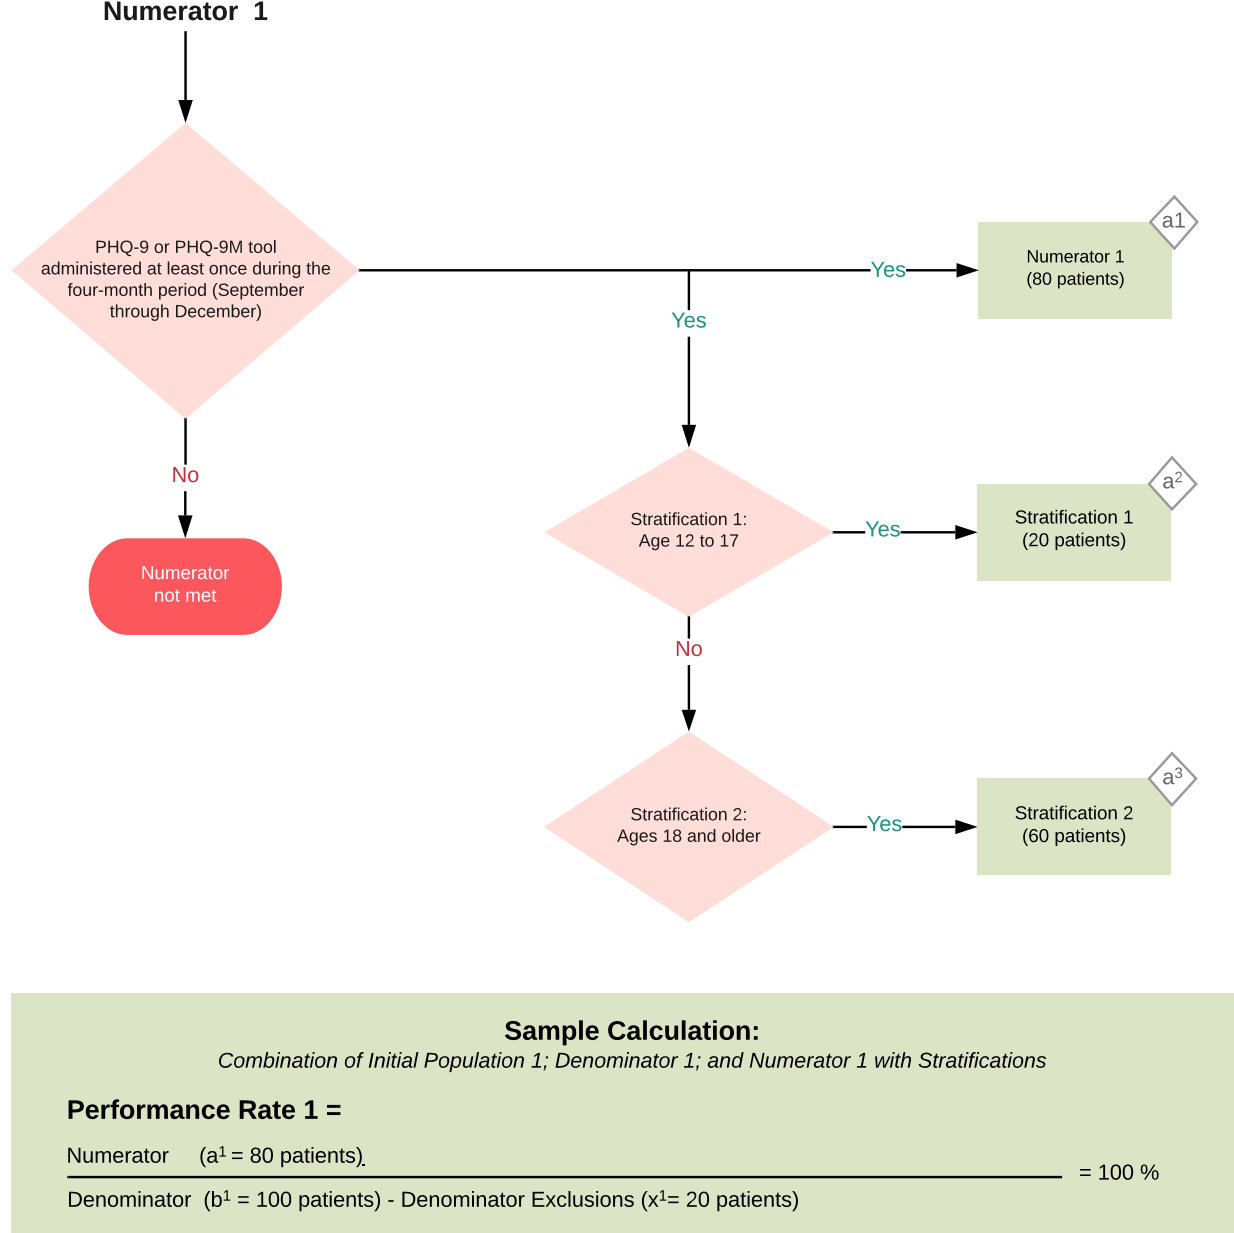 Numerator 1
PHQ-9 or PHQ-9M tool
administered at least once during the
four-month period (September
through December)
Yes
a1
Numerator 1
(80 patients)
Yes
No
Numerator
not met
Stratification 1:
Age 12 to 17
Yes
a²
Stratification 1
(20 patients)
No
Stratification 2:
Ages 18 and older
Yes
a³
Stratification 2
(60 patients)
Sample Calculation:
Combination of Initial Population 1; Denominator 1; and Numerator 1 with Stratifications
Performance Rate 1 =
Numerator (a¹ = 80 patients)
= 100 %
Denominator (b¹ = 100 patients) - Denominator Exclusions (x¹= 20 patients)